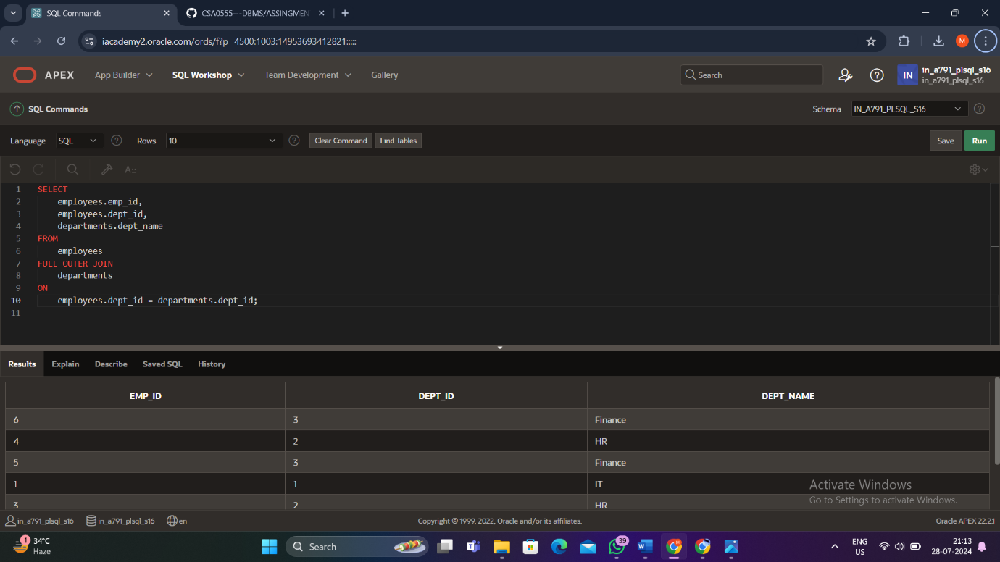 SQL Commands
CSA0555---DBMS/ASSINGMEN
iacademy2.oracle.com/ords/f?p=4500:1003:14953693412821:::::
M
APEX
App Builder
SQL Workshop
Team Development
Gallery
Search
IN
in_a791_plsql_s16
in_a791_plsql_s16
SQL Commands
Schema
IN_A791_PLSQL_S16
Language
SQL
Rows
10
Clear Command
Find Tables
Save
Run
1 SELECT
2 employees.emp_id,
3 employees.dept_id,
4 departments.dept_name
5 FROM
6 employees
7 FULL OUTER JOIN
8 departments
9 ON
10 employees.dept_id = departments.dept_id;
11
Results Explain Describe Saved SQL History
EMP_ID DEPT_ID DEPT_NAME
6 3 Finance
4 2 HR
5 3 Finance
1 1 IT
3 2 HR
Activate Windows
Go to Settings to activate Windows.
in_a791_plsql_s16
in_a791_plsql_s16
en
Copyright © 1999, 2022, Oracle and/or its affiliates.
Oracle APEX 22.2.1
1
34°C
Haze
Search
39
ENG
US
21:13
28-07-2024